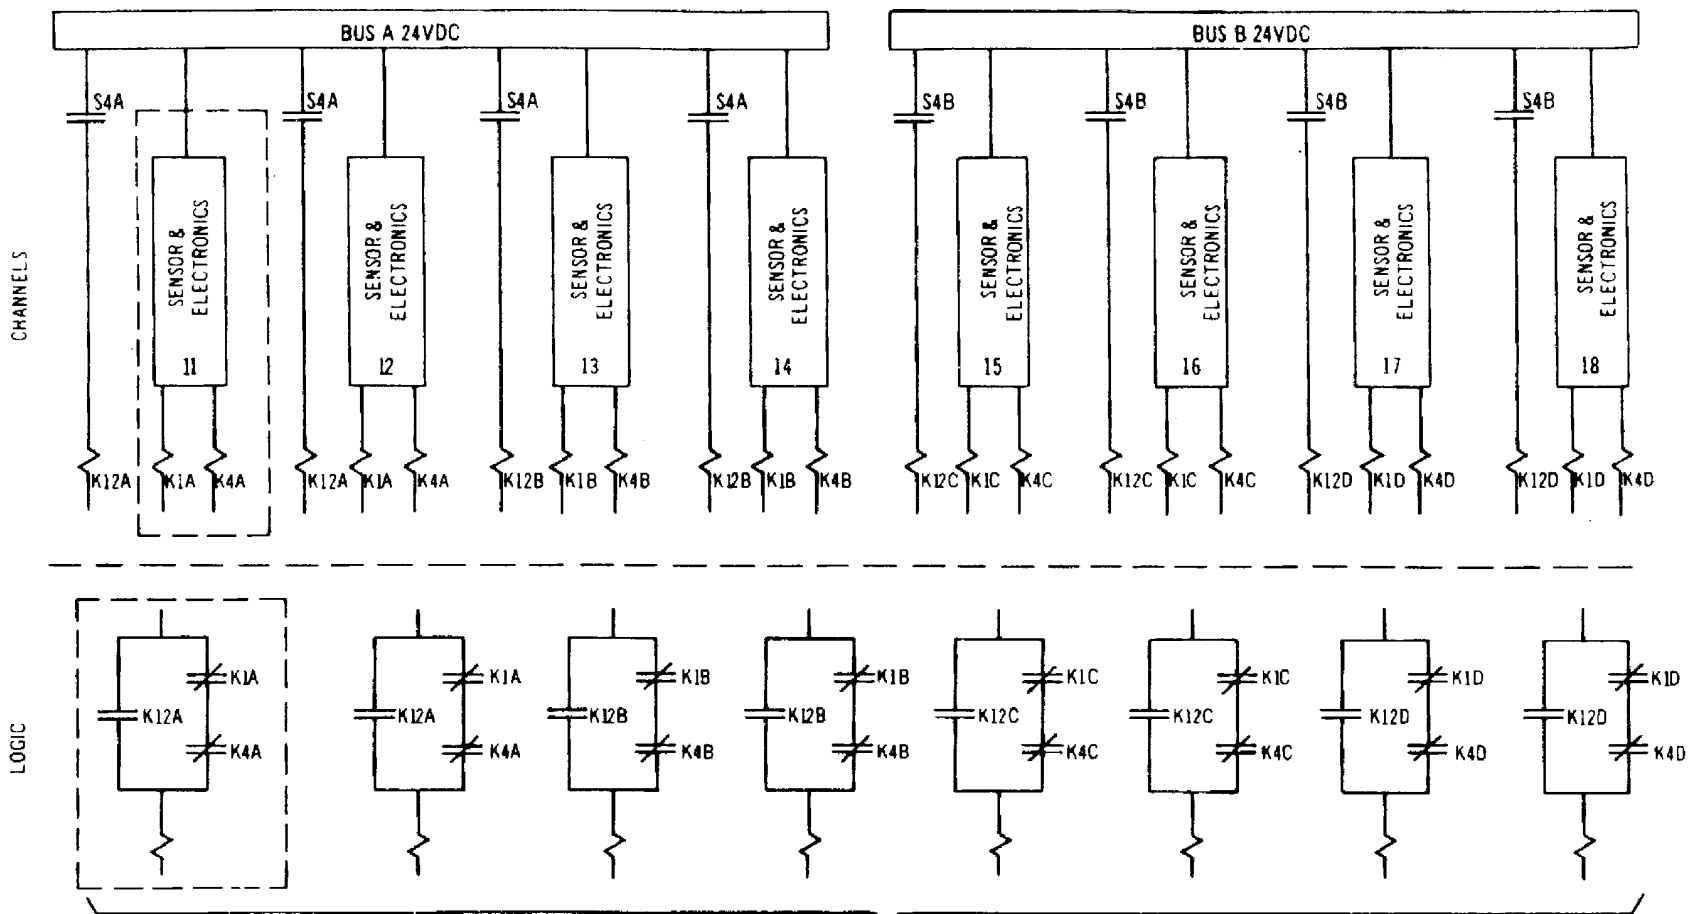 BUS A 24VDC
BUS B 24VDC
S4A
S4A
S4A
S4A
S4B
S4B
S4B
S4B
CHANNELS
SENSOR &
ELECTRONICS
11
SENSOR &
ELECTRONICS
12
SENSOR &
ELECTRONICS
13
SENSOR &
ELECTRONICS
14
SENSOR &
ELECTRONICS
15
SENSOR &
ELECTRONICS
16
SENSOR &
ELECTRONICS
17
SENSOR &
ELECTRONICS
18
K12A K1A K4A
K12A K1A K4A
K12B K1B K4B
K12B K1B K4B
K12C K1C K4C
K12C K1C K4C
K12D K1D K4D
K12D K1D K4D
LOGIC
K1A
K12A
K4A
K1A
K12A
K4A
K1B
K12B
K4B
K1B
K12B
K4B
K1C
K12C
K4C
K1C
K12C
K4C
K1D
K12D
K4D
K1D
K12D
K4D